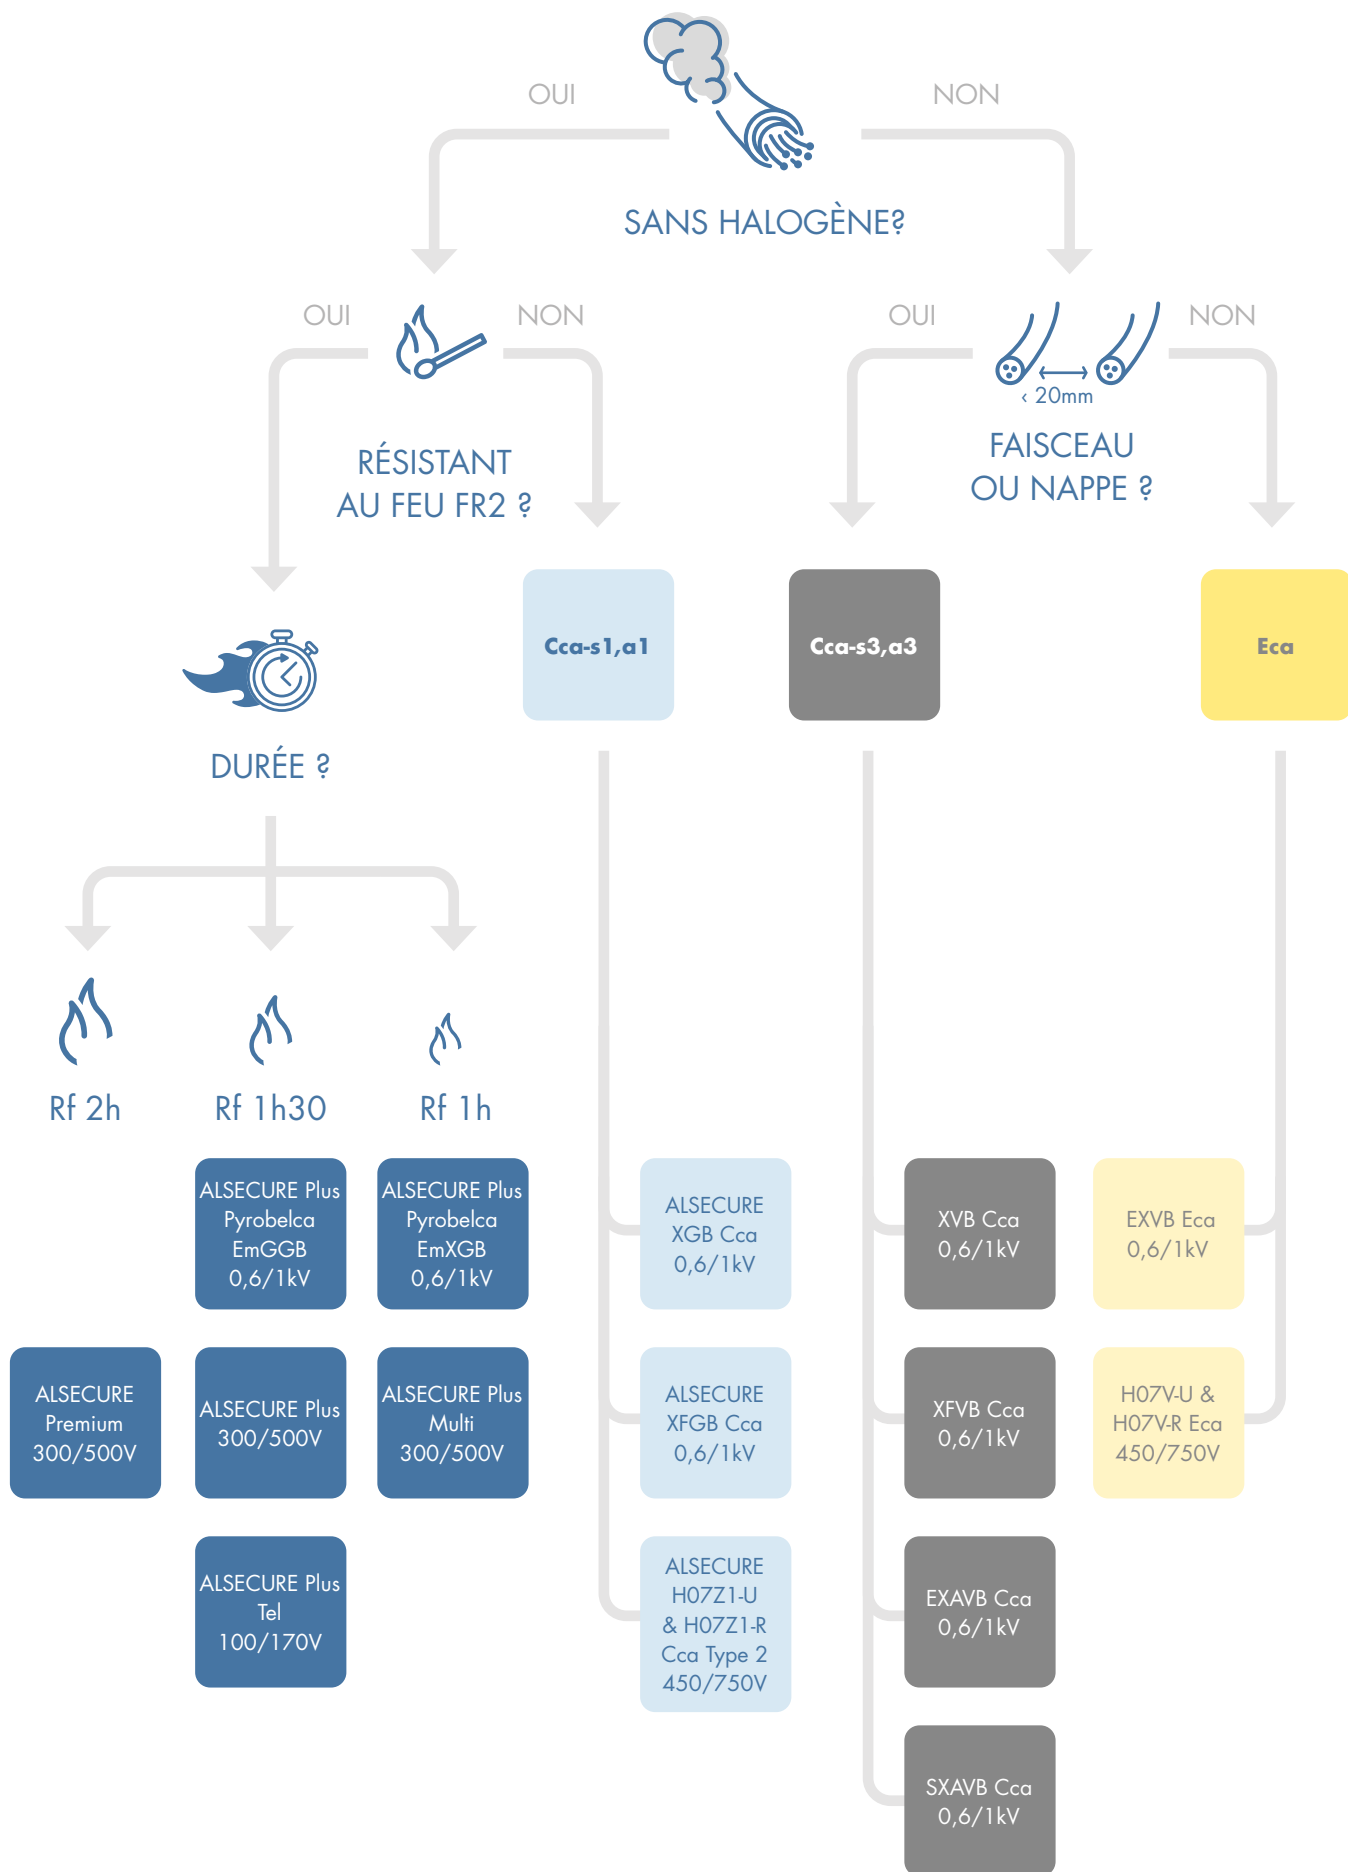 OUI
NON
SANS HALOGÈNE?
OUI
NON
OUI
NON
‹ 20mm
RÉSISTANT
AU FEU FR2 ?
FAISCEAU
OU NAPPE ?
Cca-s1,a1
Cca-s3,a3
Eca
DURÉE ?
Rf 2h
Rf 1h30
Rf 1h
ALSECURE Plus
Pyrobelca
EmGGB
0,6/1kV
ALSECURE Plus
Pyrobelca
EmXGB
0,6/1kV
ALSECURE
XGB Cca
0,6/1kV
XVB Cca
0,6/1kV
EXVB Eca
0,6/1kV
ALSECURE
Premium
300/500V
ALSECURE Plus
300/500V
ALSECURE Plus
Multi
300/500V
ALSECURE
XFGB Cca
0,6/1kV
XFVB Cca
0,6/1kV
H07V-U &
H07V-R Eca
450/750V
ALSECURE Plus
Tel
100/170V
ALSECURE
H07Z1-U
& H07Z1-R
Cca Type 2
450/750V
EXAVB Cca
0,6/1kV
SXAVB Cca
0,6/1kV